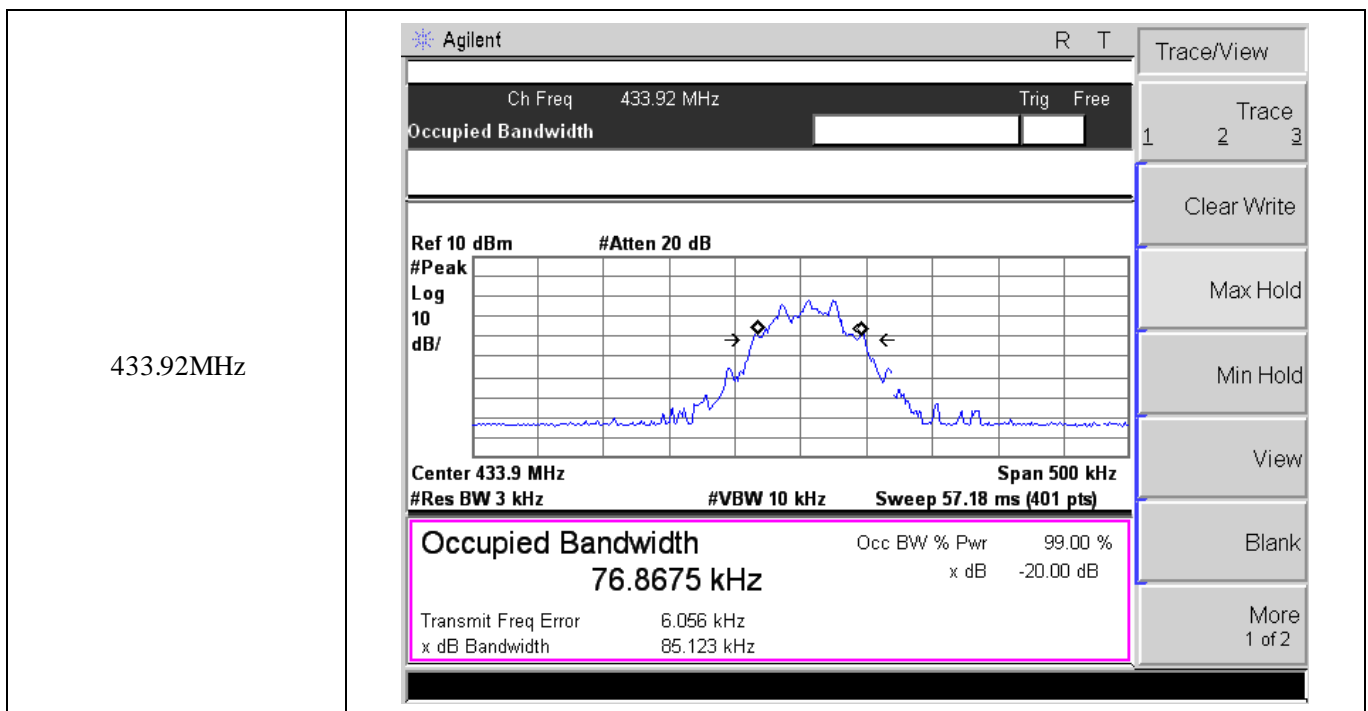 433.92MHz
Agilent R T
Ch Freq 433.92 MHz Trig Free
Occupied Bandwidth
Ref 10 dBm #Atten 20 dB
#Peak
Log
10
dB/
Center 433.9 MHz Span 500 kHz
#Res BW 3 kHz #VBW 10 kHz Sweep 57.18 ms (401 pts)
Occupied Bandwidth
76.8675 kHz
Occ BW % Pwr 99.00 %
x dB -20.00 dB
Transmit Freq Error 6.056 kHz
x dB Bandwidth 85.123 kHz
Trace/View
Trace
1 2 3
Clear Write
Max Hold
Min Hold
View
Blank
More
1 of 2